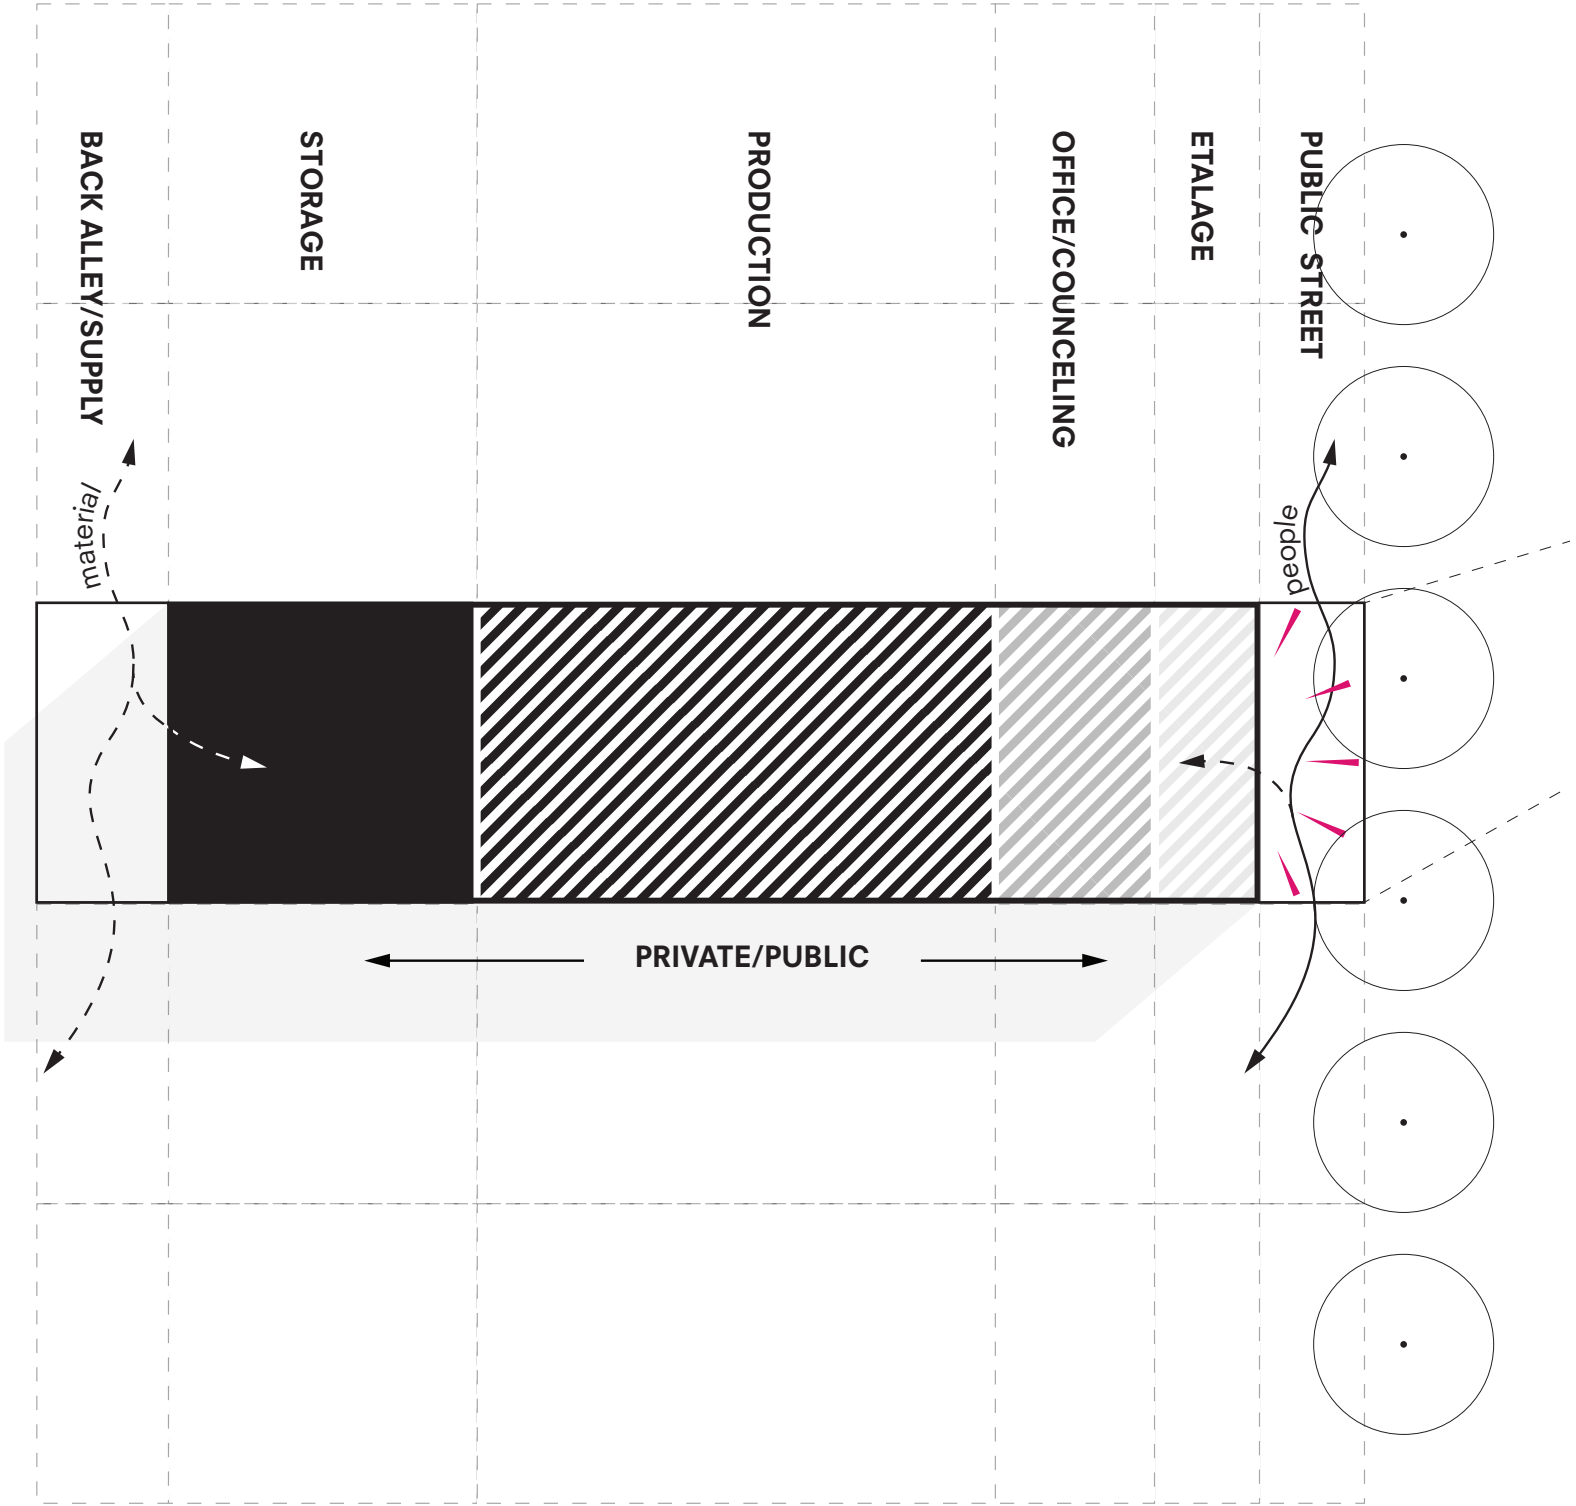 BACK ALLEY/SUPPLY
STORAGE
PRODUCTION
OFFICE/COUNCELING
ETALAGE
PUBLIC STREET
material
people
PRIVATE/PUBLIC